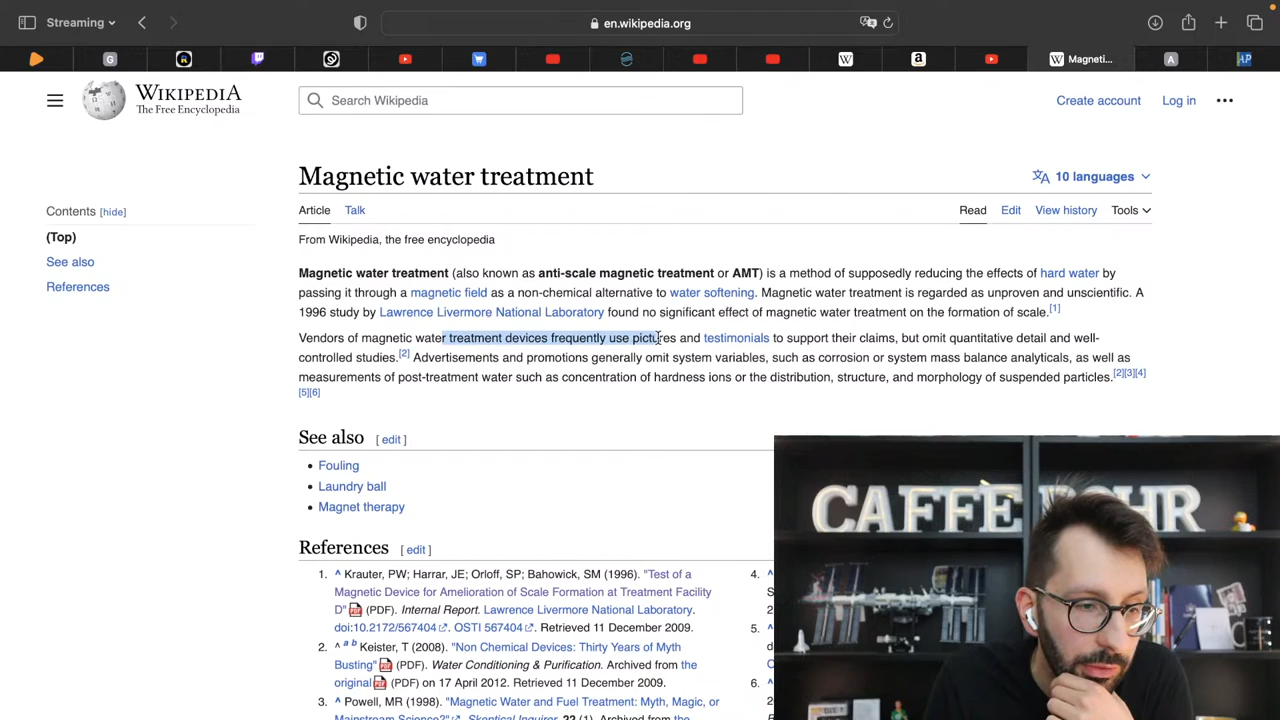 Streaming
en.wikipedia.org
Magneti...
WIKIPEDIA
The Free Encyclopedia
Search Wikipedia
Create account
Log in
Magnetic water treatment
10 languages
Contents [hide]
(Top)
See also
References
Article
Talk
Read
Edit
View history
Tools
From Wikipedia, the free encyclopedia
Magnetic water treatment (also known as anti-scale magnetic treatment or AMT) is a method of supposedly reducing the effects of hard water by
passing it through a magnetic field as a non-chemical alternative to water softening. Magnetic water treatment is regarded as unproven and unscientific. A
1996 study by Lawrence Livermore National Laboratory found no significant effect of magnetic water treatment on the formation of scale.[1]
Vendors of magnetic water treatment devices frequently use pictures and testimonials to support their claims, but omit quantitative detail and well-
controlled studies.[2] Advertisements and promotions generally omit system variables, such as corrosion or system mass balance analyticals, as well as
measurements of post-treatment water such as concentration of hardness ions or the distribution, structure, and morphology of suspended particles.[2][3][4]
[5][6]
See also [ edit ]
• Fouling
• Laundry ball
• Magnet therapy
References [ edit ]
1. ^ Krauter, PW; Harrar, JE; Orloff, SP; Bahowick, SM (1996). "Test of a
Magnetic Device for Amelioration of Scale Formation at Treatment Facility
D" (PDF). Internal Report. Lawrence Livermore National Laboratory.
doi:10.2172/567404. OSTI 567404. Retrieved 11 December 2009.
2. ^ a b Keister, T (2008). "Non Chemical Devices: Thirty Years of Myth
Busting" (PDF). Water Conditioning & Purification. Archived from the
original (PDF) on 17 April 2012. Retrieved 11 December 2009.
3. ^ Powell, MR (1998). "Magnetic Water and Fuel Treatment: Myth, Magic, or
Mainstream Science?". Skeptical Inquirer. 22 (1). Archived from the
4. ^
5. ^
6. ^